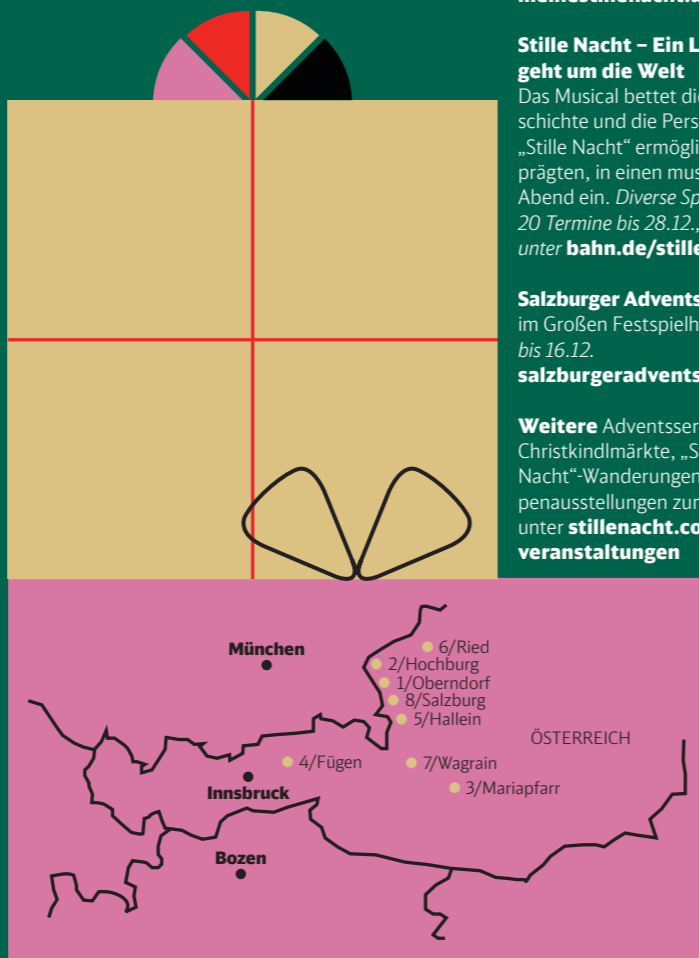 Stille Nacht – Ein L
geht um die Welt
Das Musical bettet die
schichte und die Pers
„Stille Nacht“ ermögli
prägten, in einen mus
Abend ein. Diverse Sp
20 Termine bis 28.12.,
unter bahn.de/stille
Salzburger Advents
im Großen Festspielh
bis 16.12.
salzburgeradvents
Weitere Adventsser
Christkindlmärkte, „S
Nacht“-Wanderungen
penausstellungen zur
unter stillenacht.co
veranstaltungen
München
6/Ried
2/Hochburg
1/Oberndorf
8/Salzburg
5/Hallein
ÖSTERREICH
4/Fügen
7/Wagrain
Innsbruck
3/Mariapfarr
Bozen